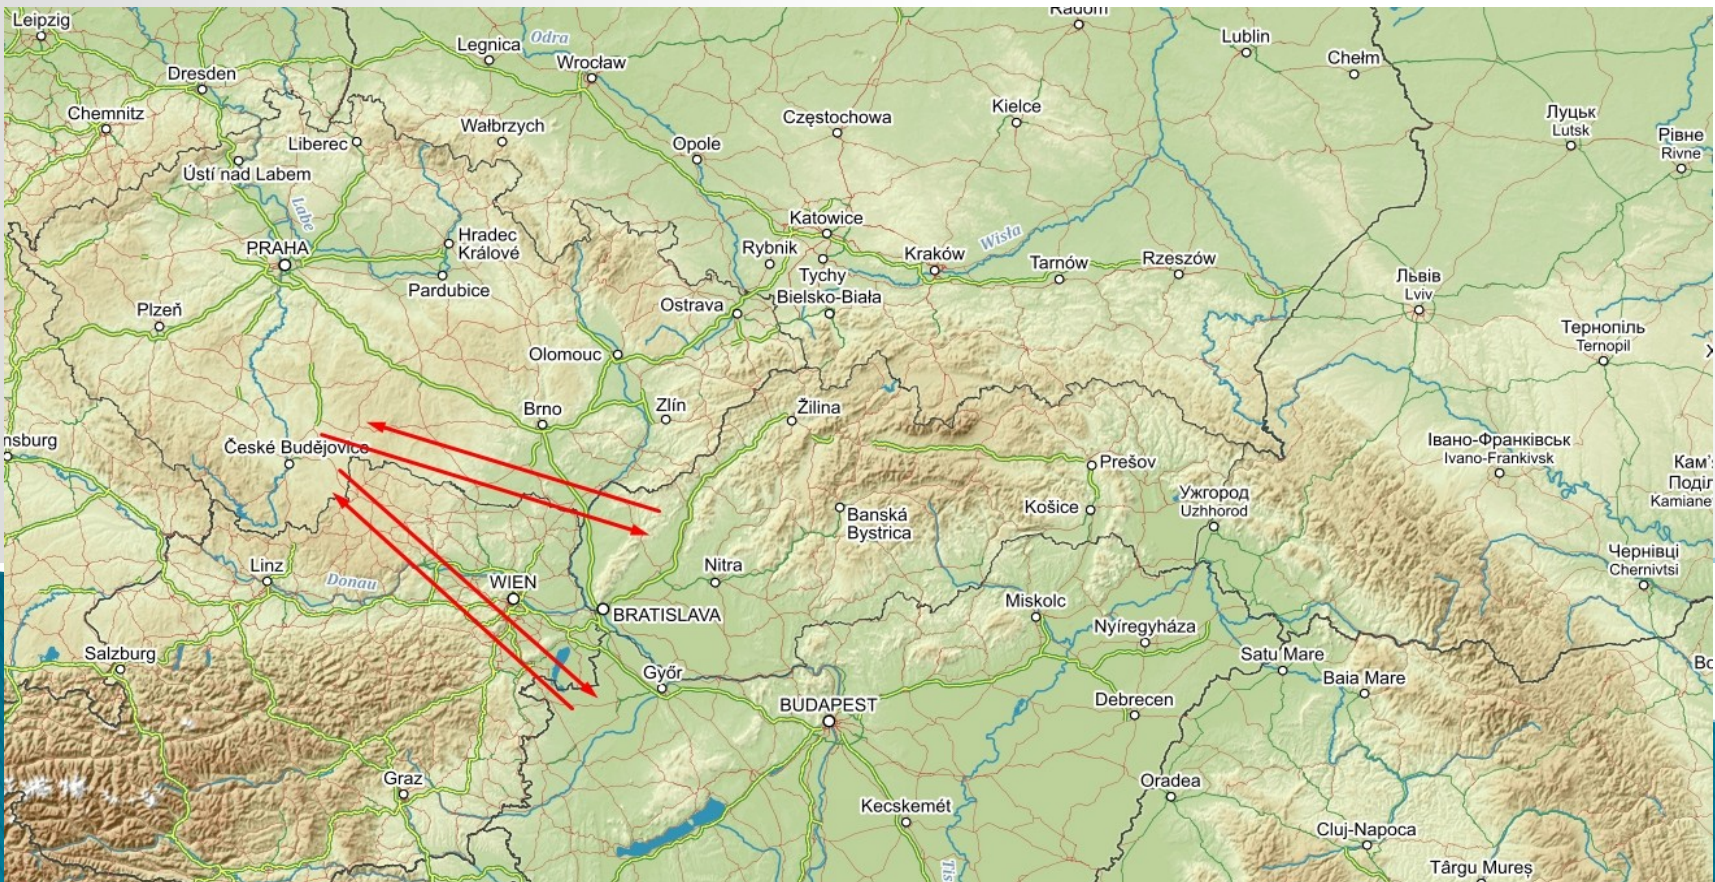 Leipzig
Radom
Odra
Legnica
Lublin
Wrocław
Chełm
Dresden
Chemnitz
Kielce
Луцьк
Lutsk
Częstochowa
Wałbrzych
Рівне
Rivne
Liberec
Opole
Ústí nad Labem
Labe
Katowice
Wisła
Hradec
Králové
PRAHA
Rybnik
Kraków
Rzeszów
Tarnów
Tychy
Львів
Lviv
Pardubice
Bielsko-Biała
Ostrava
Plzeň
Тернопіль
Ternopil
Olomouc
Zlín
Žilina
Brno
nsburg
České Budějovice
Івано-Франківськ
Ivano-Frankivsk
Prešov
Кам'
Поділ
Kamiane
Ужгород
Uzhhorod
Košice
Banská
Bystrica
Чернівці
Chernivtsi
Linz
Donau
WIEN
Nitra
Miskolc
BRATISLAVA
Nyíregyháza
Salzburg
Satu Mare
Győr
Baia Mare
Bo
BUDAPEST
Debrecen
Graz
Oradea
Kecskemét
Cluj-Napoca
Tis
Târgu Mureș